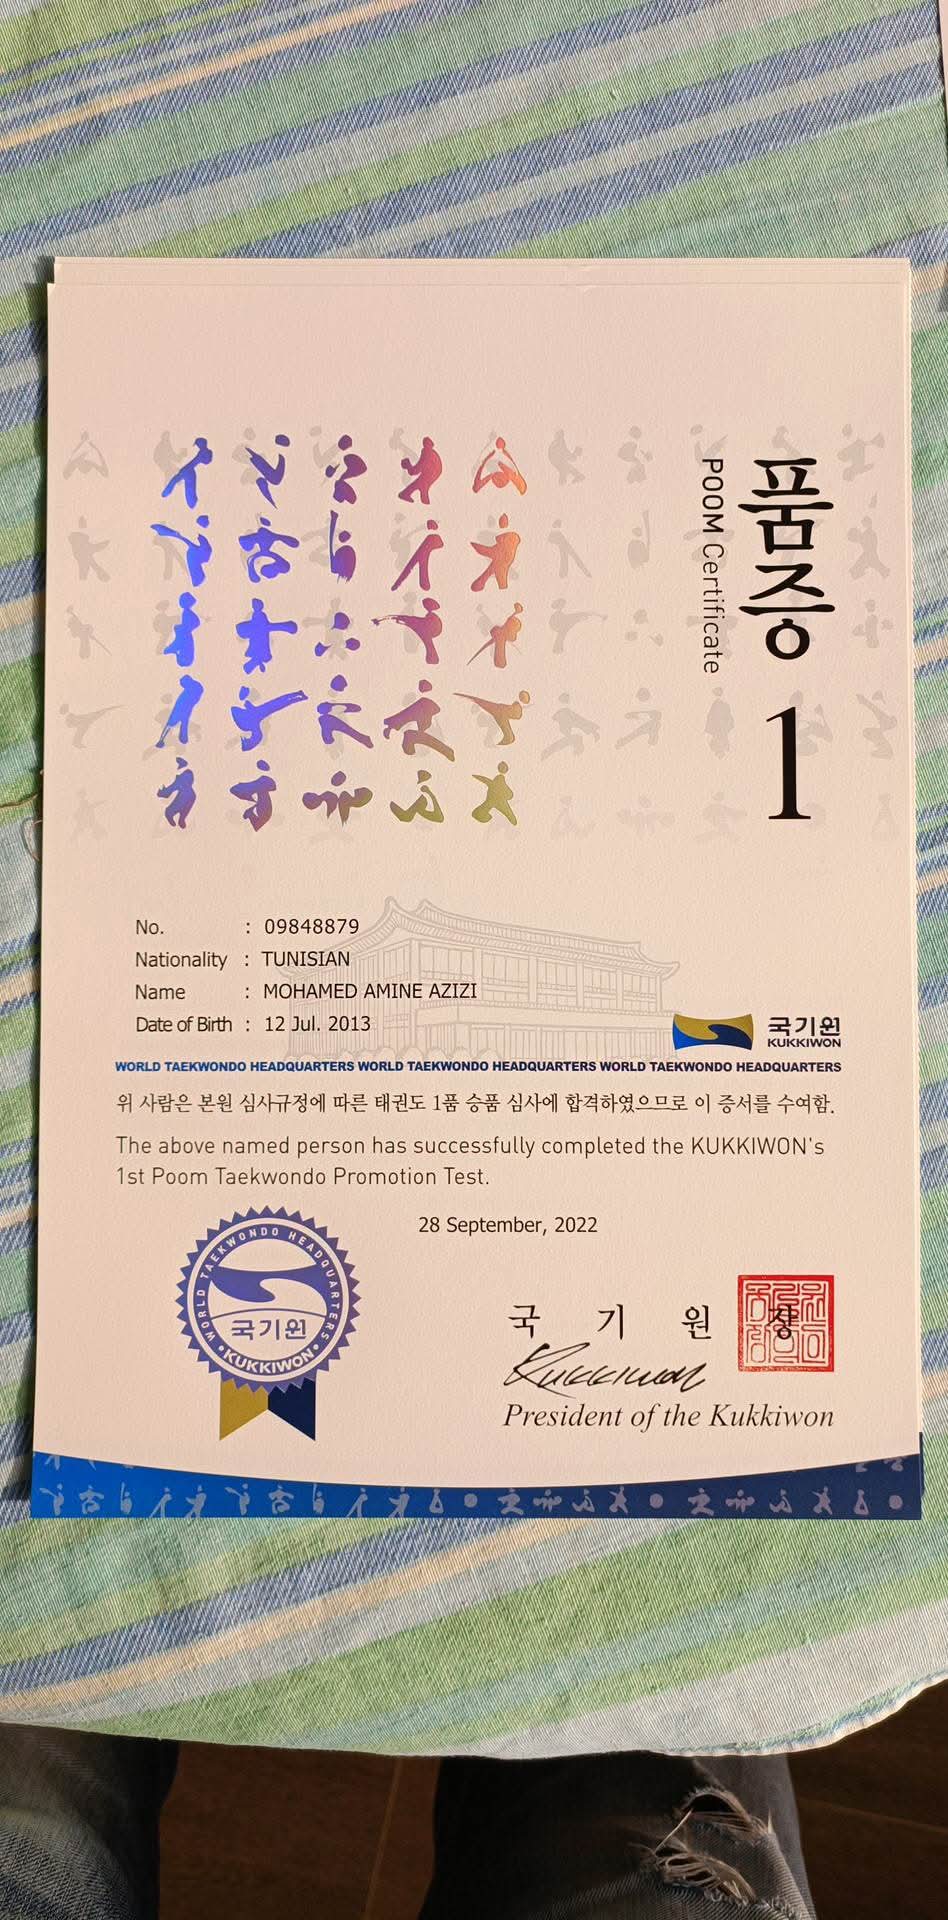 품증
POOM Certificate
1
No. : 09848879
Nationality : TUNISIAN
Name : MOHAMED AMINE AZIZI
Date of Birth : 12 Jul. 2013
국기원
KUKKIWON
WORLD TAEKWONDO HEADQUARTERS WORLD TAEKWONDO HEADQUARTERS WORLD TAEKWONDO HEADQUARTERS
위 사람은 본원 심사규정에 따른 태권도 1품 승품 심사에 합격하였으므로 이 증서를 수여함.
The above named person has successfully completed the KUKKIWON's
1st Poom Taekwondo Promotion Test.
28 September, 2022
WORLD TAEKWONDO HEADQUARTERS
국기원
• KUKKIWON •
국 기 원 장
Kukkiwon
President of the Kukkiwon